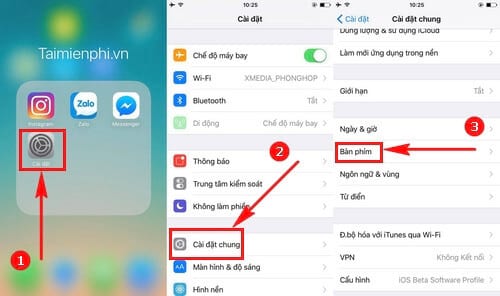 Taimienphi.vn
Instagram
Zalo
Zalo
Messenger
Cài đặt
1
10:25
Cài đặt
Chế độ máy bay
Wi-Fi
XMEDIA_PHONGHOP
Bluetooth
Tắt
Di động
Chế độ máy bay
Thông báo
2
Trung tâm kiểm soát
Không làm phiền
Cài đặt chung
AA
Màn hình & độ sáng
Hình nền
10:25
Cài đặt
Cài đặt chung
Dung lượng & sử dụng iCloud
Làm mới ứng dụng trong nền
Giới hạn
Tắt
Ngày & giờ
3
Bàn phím
Ngôn ngữ & vùng
Từ điển
Đ.bộ hóa với iTunes qua Wi-Fi
VPN
Không Kết nối
Cấu hình
iOS Beta Software Profile